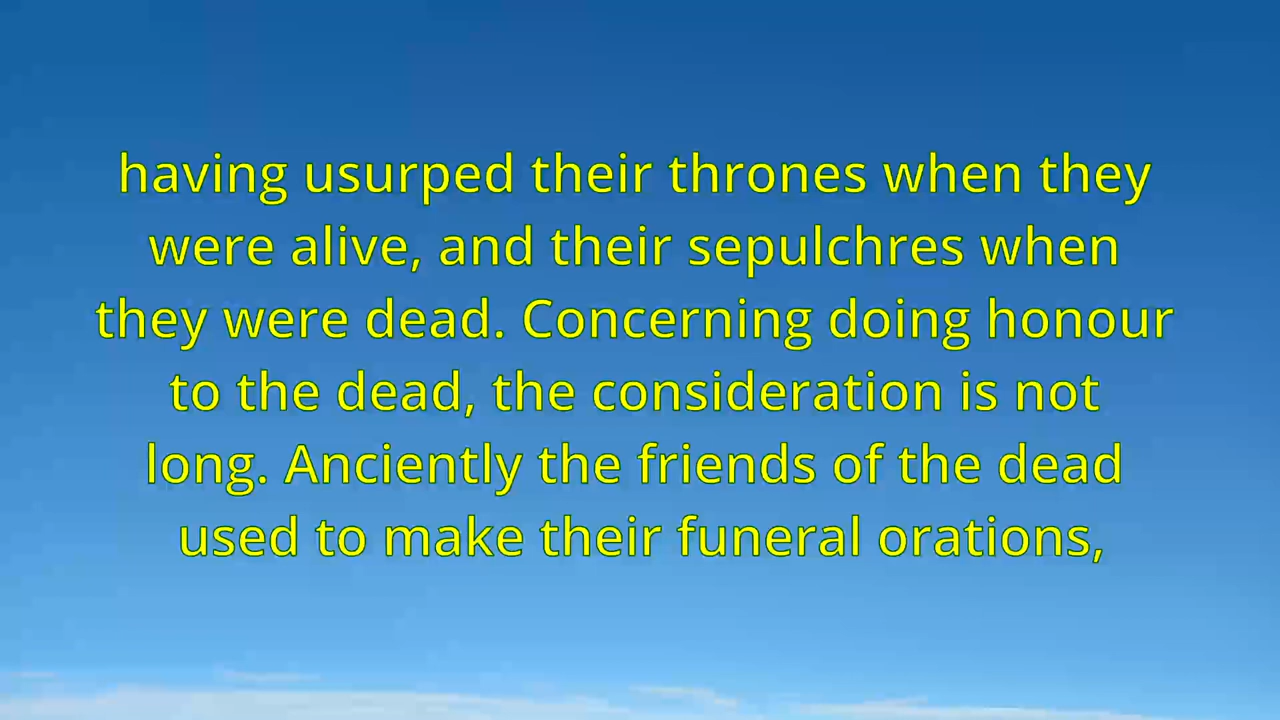 having usurped their thrones when they
were alive, and their sepulchres when
they were dead. Concerning doing honour
to the dead, the consideration is not
long. Anciently the friends of the dead
used to make their funeral orations,